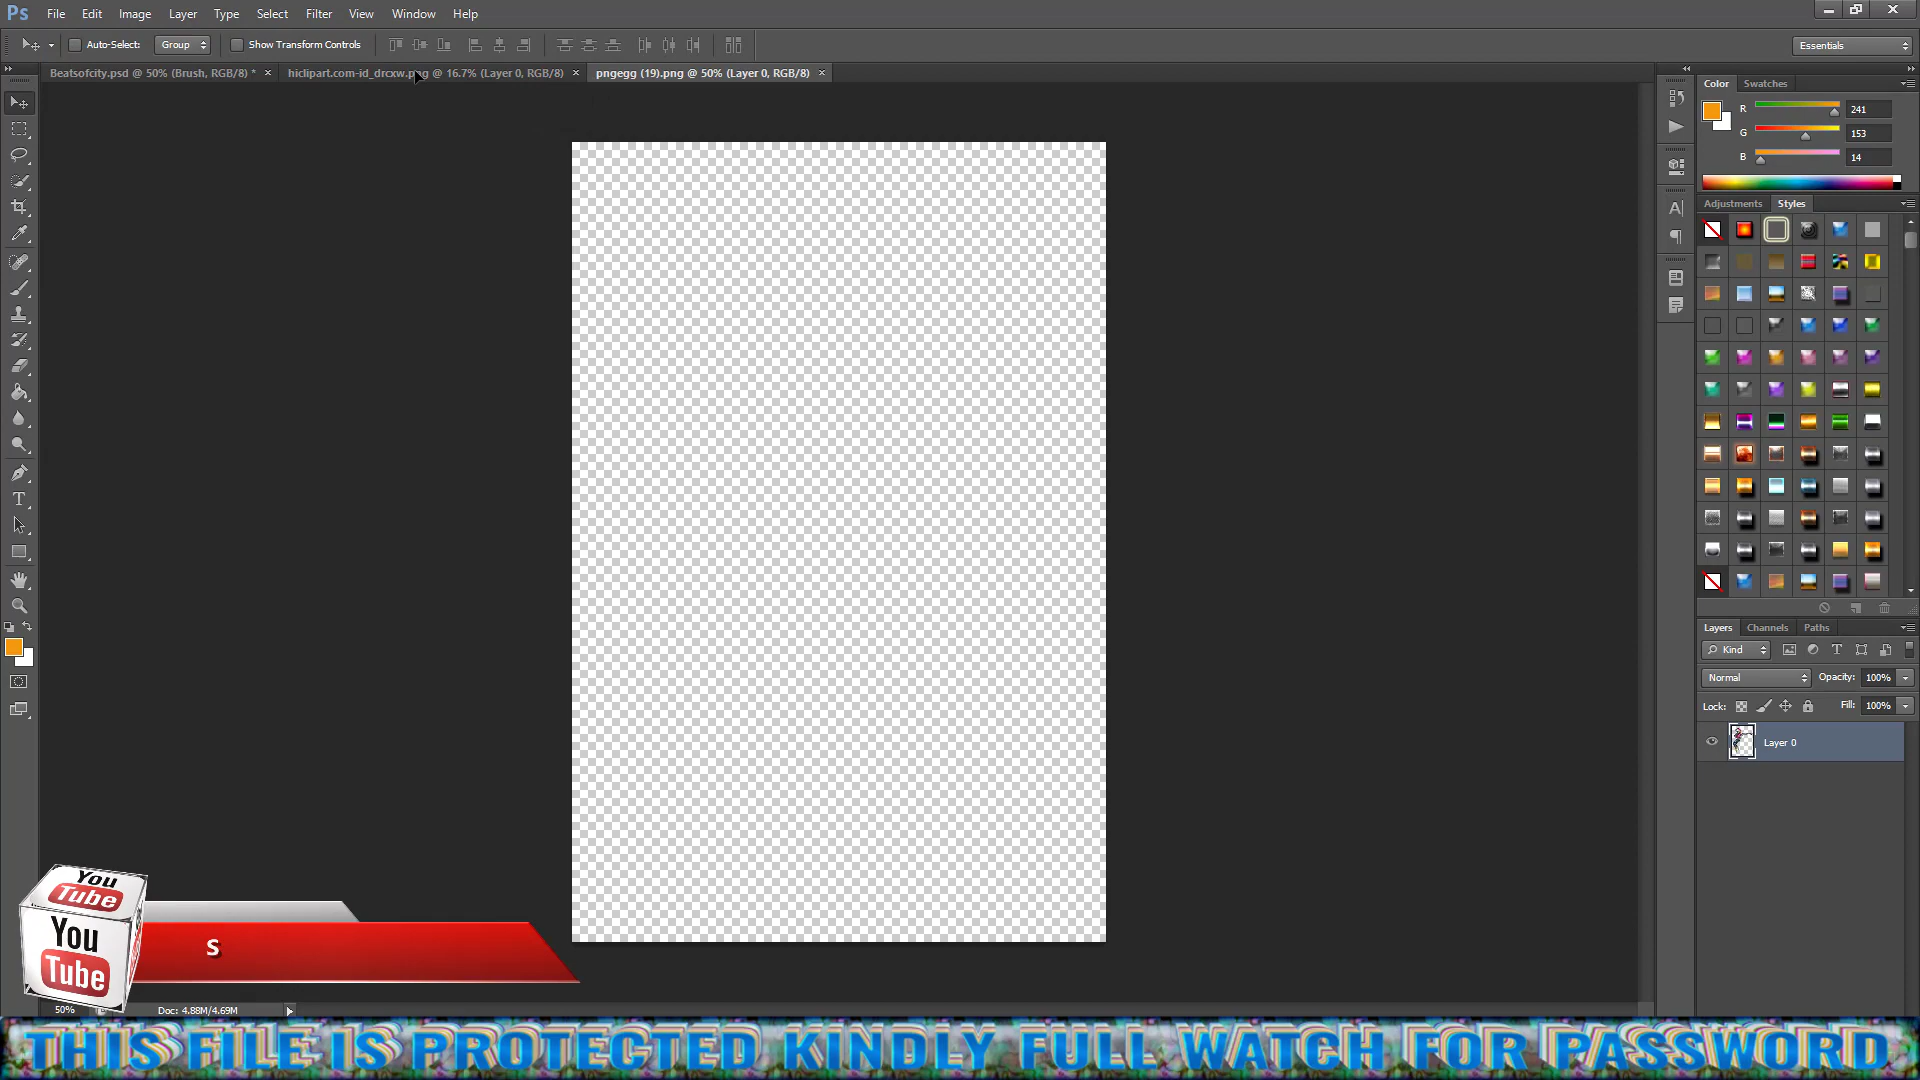 Ps File Edit Image Layer Type Select Filter View Window Help
Auto-Select: Group Show Transform Controls Essentials
Beatsofcity.psd @ 50% (Brush, RGB/8) * × hiclipart.com-id_drcxw.png @ 16.7% (Layer 0, RGB/8) × pngegg (19).png @ 50% (Layer 0, RGB/8) ×
Color Swatches
R 241
G 153
B 14
Adjustments Styles
Layers Channels Paths
Kind
Normal Opacity: 100%
Lock: Fill: 100%
Layer 0
You
Tube
You
Tube
S
50% Doc: 4.88M/4.69M
THIS FILE IS PROTECTED KINDLY FULL WATCH FOR PASSWORD